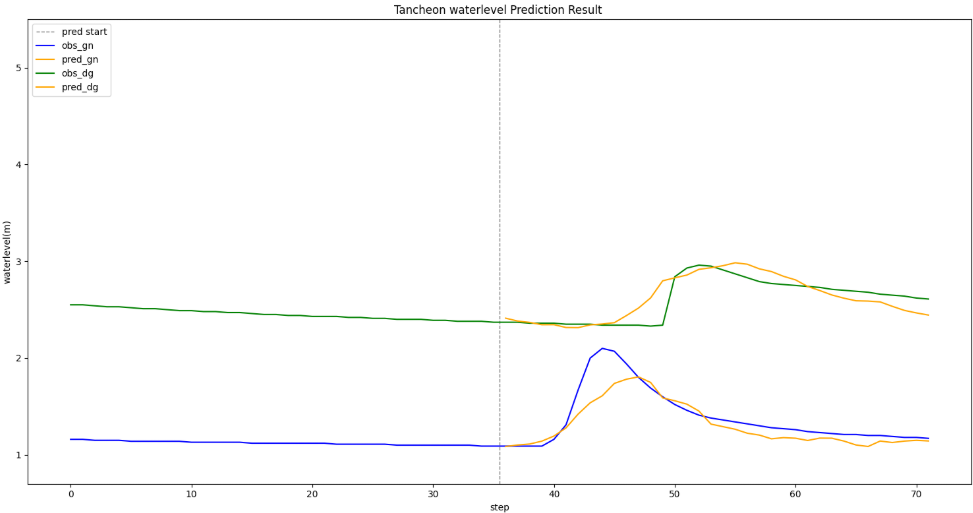 Tancheon waterlevel Prediction Result
pred start
obs_gn
pred_gn
obs_dg
pred_dg
5
4
3
2
1
waterlevel(m)
0 10 20 30 40 50 60 70
step